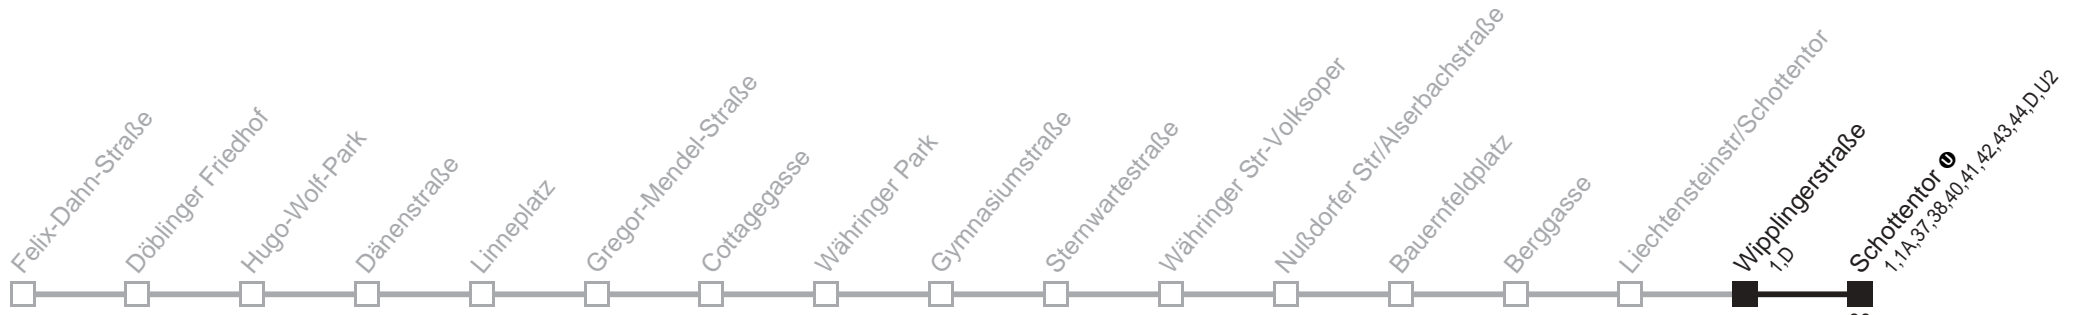 Felix-Dahn-Straße
Döblinger Friedhof
Hugo-Wolf-Park
Dänenstraße
Linneplatz
Gregor-Mendel-Straße
Cottagegasse
Währinger Park
Gymnasiumstraße
Sternwartestraße
Währinger Str-Volksoper
Nußdorfer Str/Alserbachstraße
Bauernfeldplatz
Berggasse
Liechtensteinstr/Schottentor
Wipplingerstraße
1,D
Schottentor U
1,1A,37,38,40,41,42,43,44,D,U2